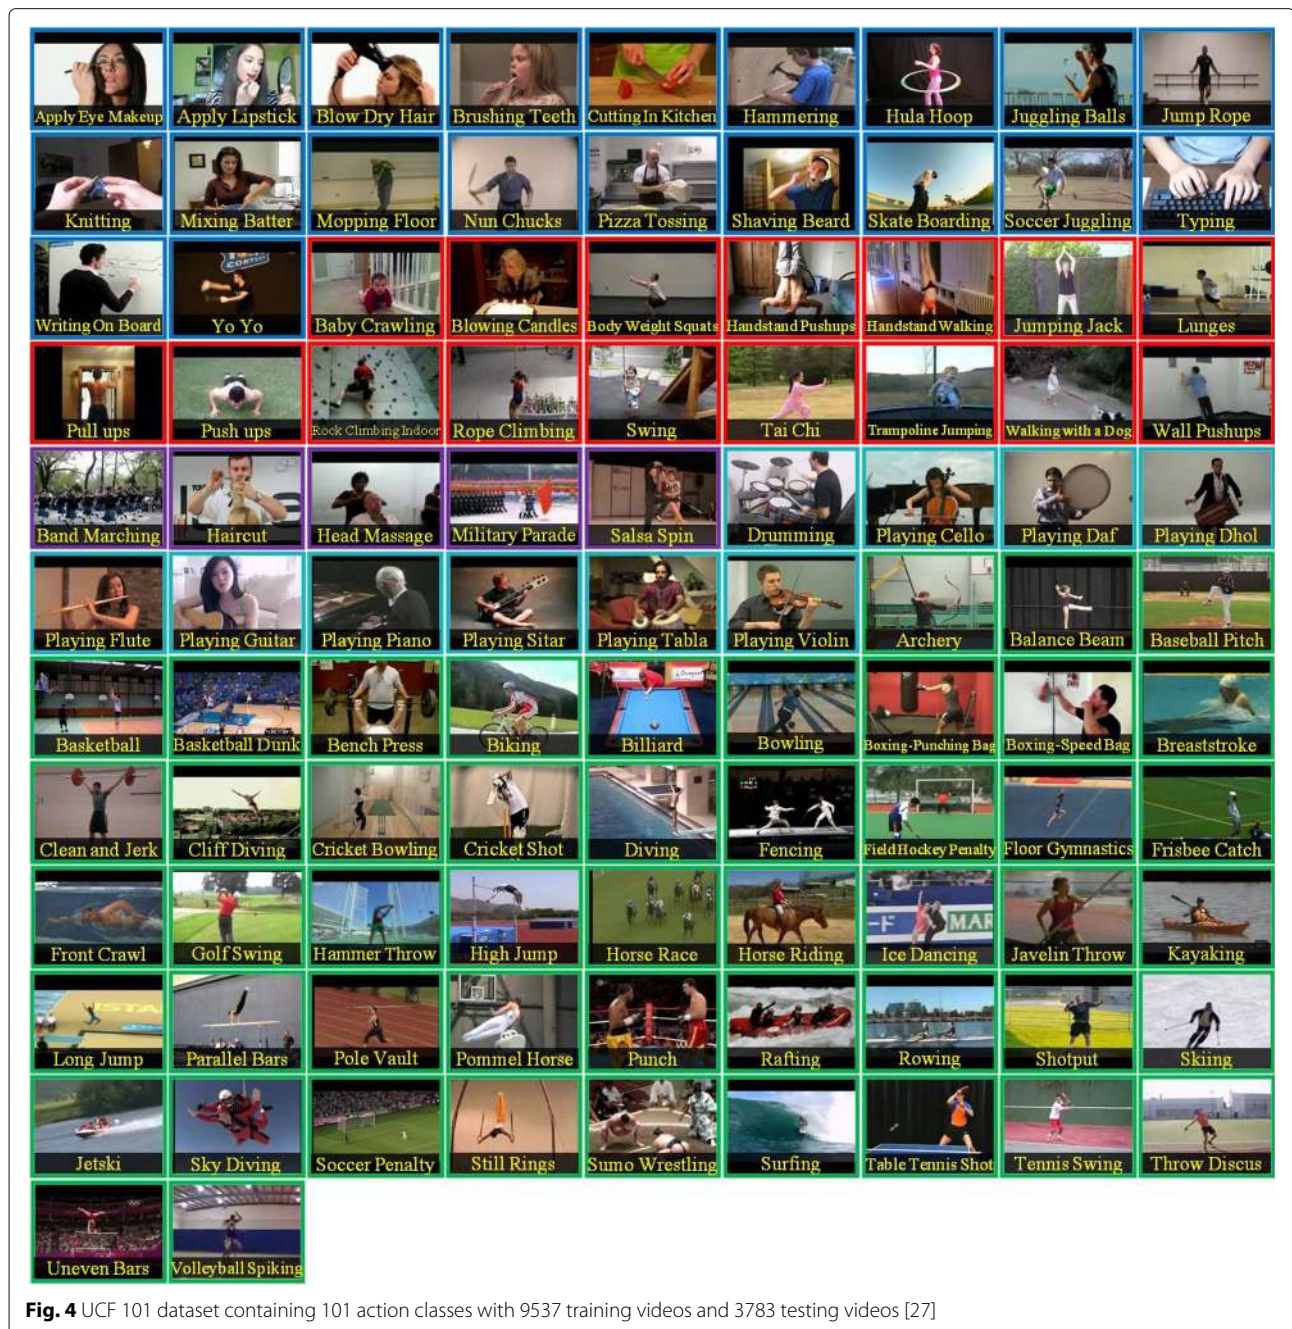 Apply Eye Makeup Apply Lipstick Blow Dry Hair Brushing Teeth Cutting In Kitchen Hammering Hula Hoop Juggling Balls Jump Rope
Knitting Mixing Batter Mopping Floor Nun Chucks Pizza Tossing Shaving Beard Skate Boarding Soccer Juggling Typing
Writing On Board Yo Yo Baby Crawling Blowing Candles Body Weight Squats Handstand Pushups Handstand Walking Jumping Jack Lunges
Pull ups Push ups Rock Climbing Indoor Rope Climbing Swing Tai Chi Trampoline Jumping Walking with a Dog Wall Pushups
Band Marching Haircut Head Massage Military Parade Salsa Spin Drumming Playing Cello Playing Daf Playing Dhol
Playing Flute Playing Guitar Playing Piano Playing Sitar Playing Tabla Playing Violin Archery Balance Beam Baseball Pitch
Basketball Basketball Dunk Bench Press Biking Billiard Bowling Boxing-Punching Bag Boxing-Speed Bag Breaststroke
Clean and Jerk Cliff Diving Cricket Bowling Cricket Shot Diving Fencing Field Hockey Penalty Floor Gymnastics Frisbee Catch
MAR
Front Crawl Golf Swing Hammer Throw High Jump Horse Race Horse Riding Ice Dancing Javelin Throw Kayaking
Long Jump Parallel Bars Pole Vault Pommel Horse Punch Rafting Rowing Shotput Skiing
Jetski Sky Diving Soccer Penalty Still Rings Sumo Wrestling Surfing Table Tennis Shot Tennis Swing Throw Discus
Uneven Bars Volleyball Spiking
Fig. 4 UCF 101 dataset containing 101 action classes with 9537 training videos and 3783 testing videos [27]